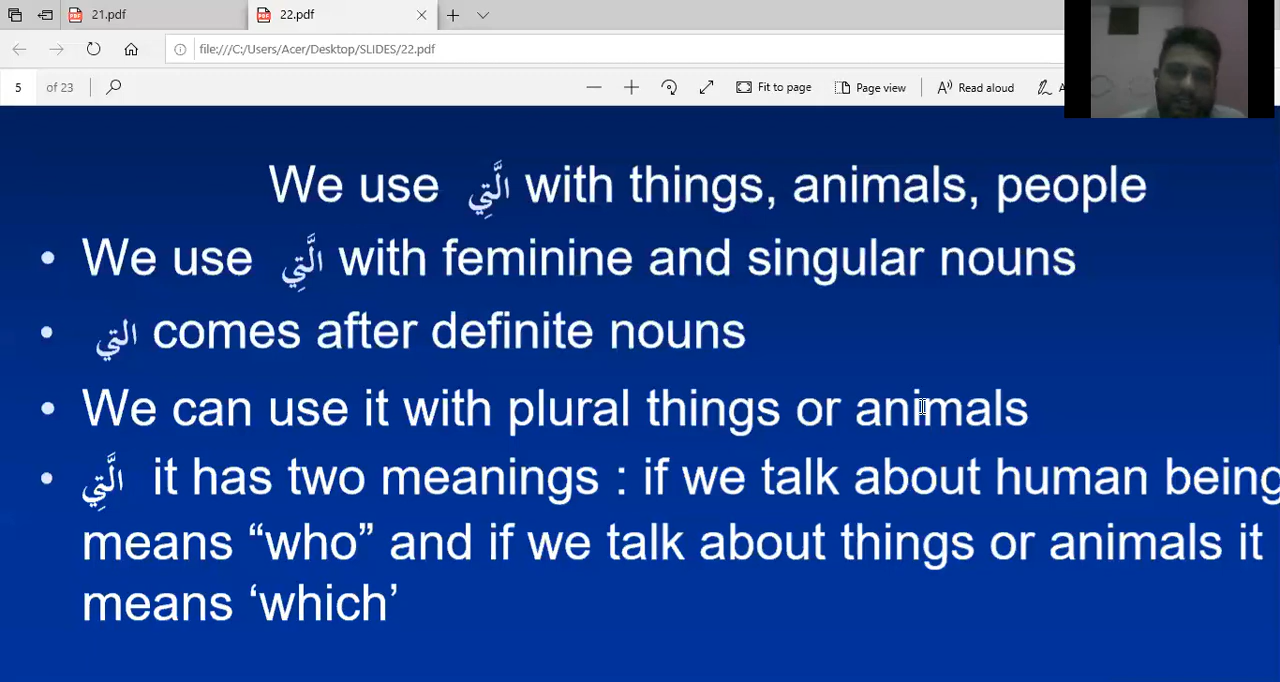 21.pdf
22.pdf
file:///C:/Users/Acer/Desktop/SLIDES/22.pdf
5 of 23
Fit to page
Page view
Read aloud
We use الَّتِي with things, animals, people
• We use الَّتِي with feminine and singular nouns
• التي comes after definite nouns
• We can use it with plural things or animals
• الَّتِي it has two meanings : if we talk about human being
means “who” and if we talk about things or animals it
means ‘which’